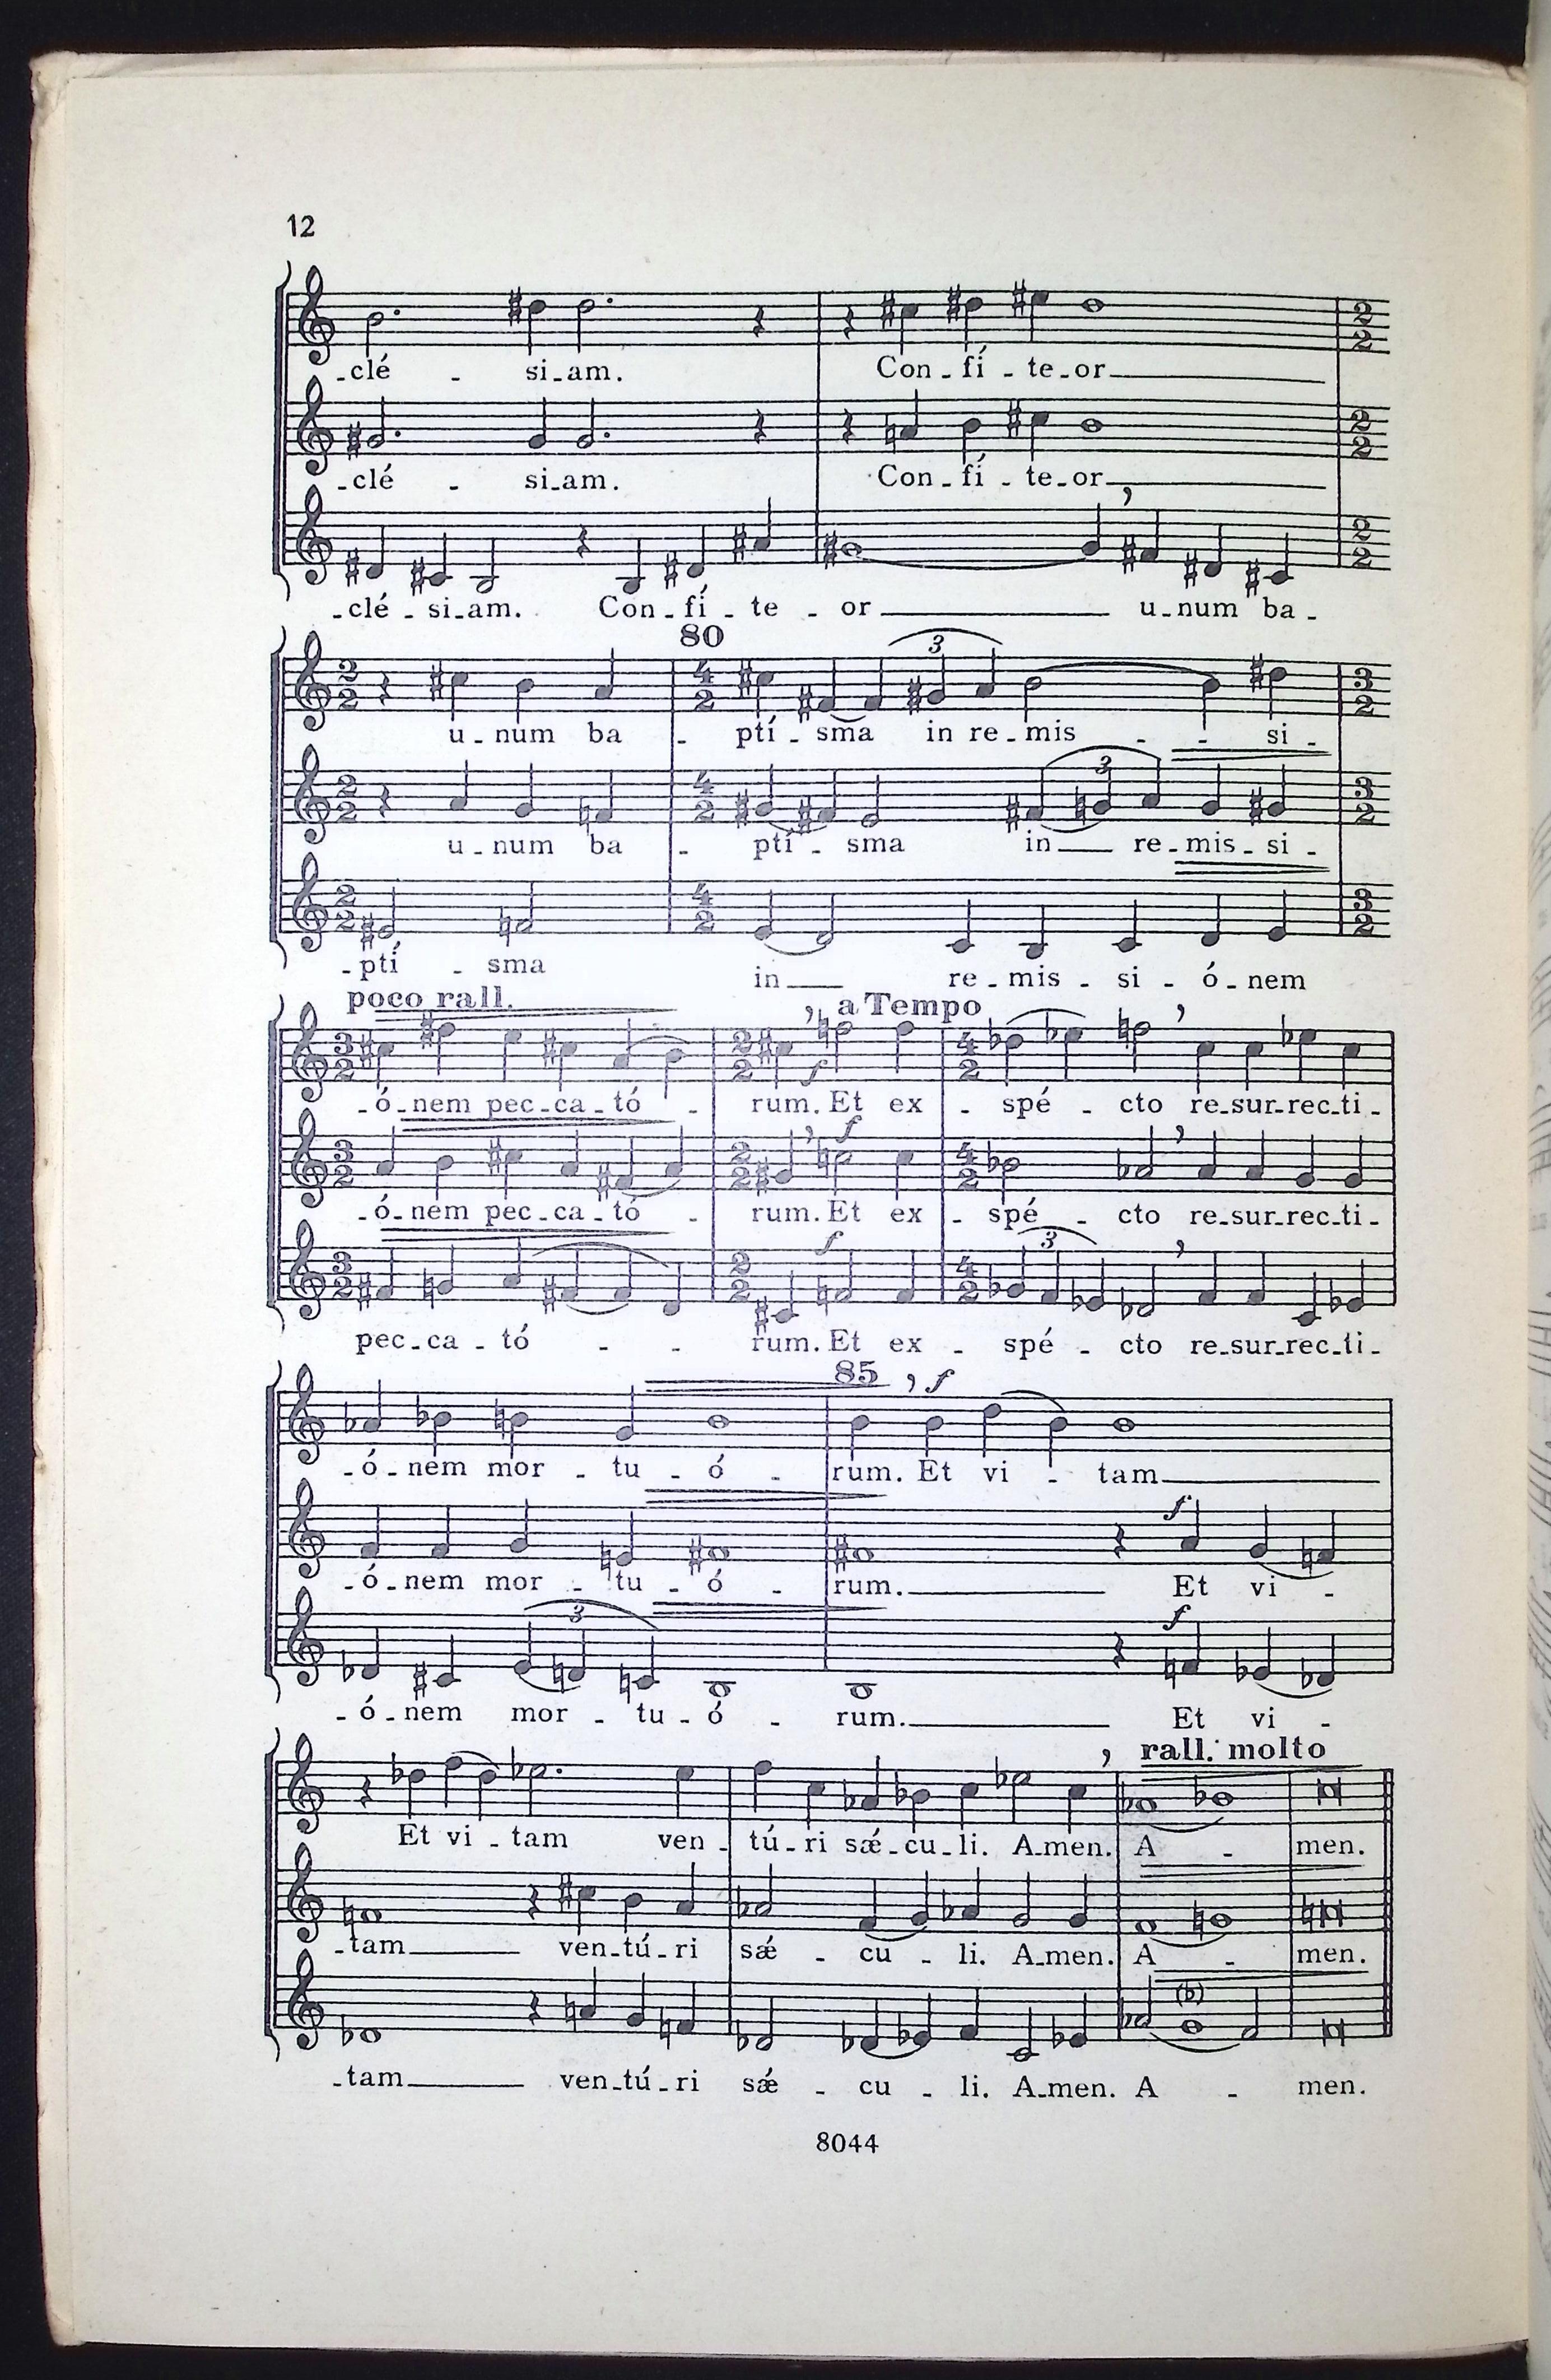 12
-clé - si-am. Con-fí-te-or
-clé - si-am. Con-fí-te-or
-clé-si-am. Con-fí-te-or u-num ba-
80
u-num ba - ptí-sma in re-mis - - si-
u-num ba - ptí-sma in re-mis-si-
-ptí - sma in re-mis-si-ó-nem
poco rall. a Tempo
-ó-nem pec-ca-tó - rum. Et ex - spé - cto re-sur-rec-ti-
-ó-nem pec-ca-tó - rum. Et ex - spé - cto re-sur-rec-ti-
pec-ca-tó - - rum. Et ex - spé - cto re-sur-rec-ti-
85 f
-ó-nem mor - tu - ó - rum. Et vi - tam
-ó-nem mor - tu - ó - rum. Et vi -
-ó-nem mor - tu - ó - rum. Et vi -
rall. molto
Et vi-tam ven-tú-ri sǽ-cu-li. A-men. A - men.
-tam ven-tú-ri sǽ - cu - li. A-men. A - men.
-tam ven-tú-ri sǽ - cu - li. A-men. A - men.
8044